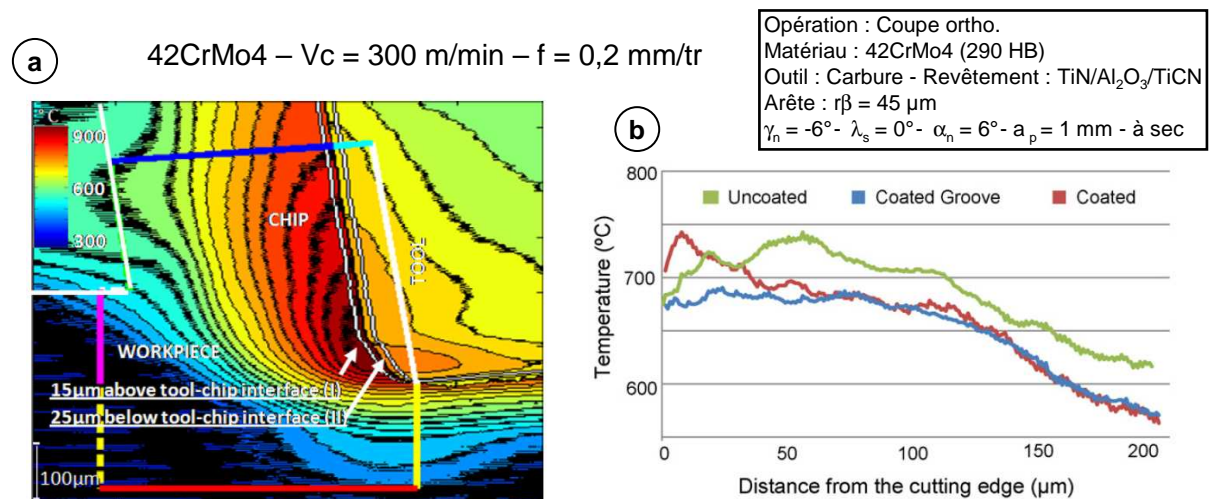 a
42CrMo4 – Vc = 300 m/min – f = 0,2 mm/tr
Opération : Coupe ortho.
Matériau : 42CrMo4 (290 HB)
Outil : Carbure - Revêtement : TiN/Al₂O₃/TiCN
Arête : rβ = 45 µm
γₙ = -6°- λₛ = 0°- αₙ = 6°- a ₚ = 1 mm - à sec
°C
900
600
300
CHIP
TOOL
WORKPIECE
15µm above tool-chip interface (I)
25µm below tool-chip interface (II)
100µm
b
800
700
600
Temperature (ºC)
Uncoated
Coated Groove
Coated
0
50
100
150
200
Distance from the cutting edge (µm)